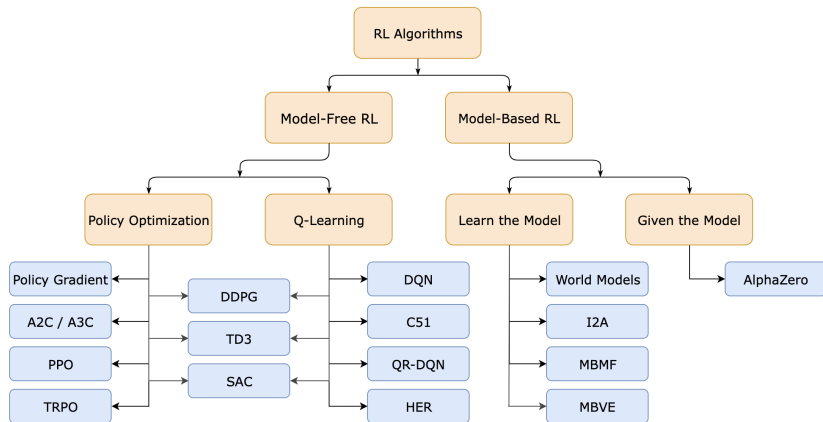 RL Algorithms
Model-Free RL
Model-Based RL
Policy Optimization
Q-Learning
Learn the Model
Given the Model
Policy Gradient
DDPG
DQN
World Models
AlphaZero
A2C / A3C
TD3
C51
I2A
PPO
SAC
QR-DQN
MBMF
TRPO
HER
MBVE